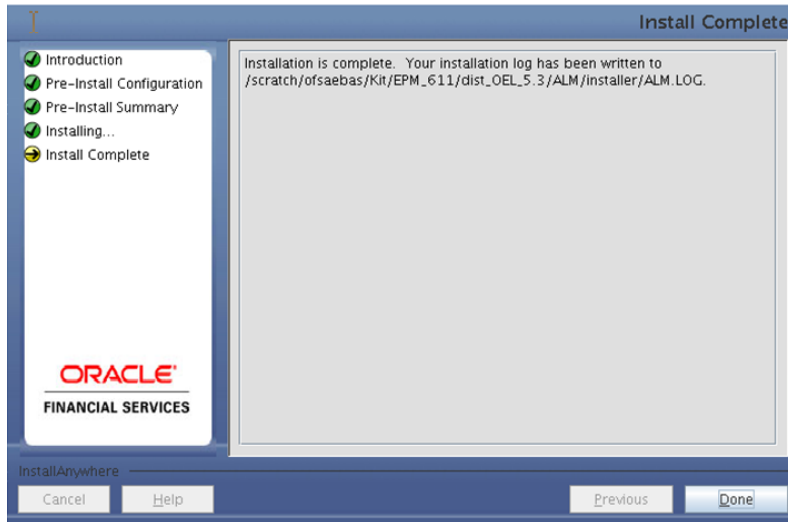 Install Complete
Introduction
Pre-Install Configuration
Pre-Install Summary
Installing...
Install Complete
Installation is complete. Your installation log has been written to
/scratch/ofsaebas/Kit/EPM_611/dist_OEL_5.3/ALM/installer/ALM.LOG.
ORACLE
FINANCIAL SERVICES
InstallAnywhere
Cancel
Help
Previous
Done